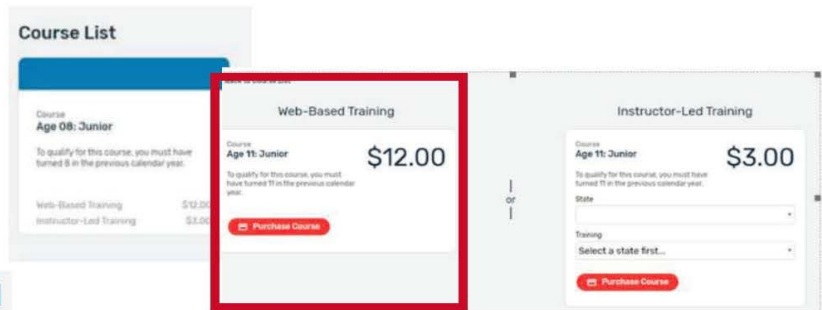 Course List
Course
Age 08: Junior
To qualify for this course, you must have
turned 8 in the previous calendar year.
Web-Based Training $12.00
Instructor-Led Training $3.00
Web-Based Training
Course
Age 11: Junior
$12.00
To qualify for this course, you must
have turned 11 in the previous calendar
year.
Purchase Course
or
Instructor-Led Training
Course
Age 11: Junior
$3.00
To qualify for this course, you must have
turned 11 in the previous calendar year.
State
Training
Select a state first...
Purchase Course